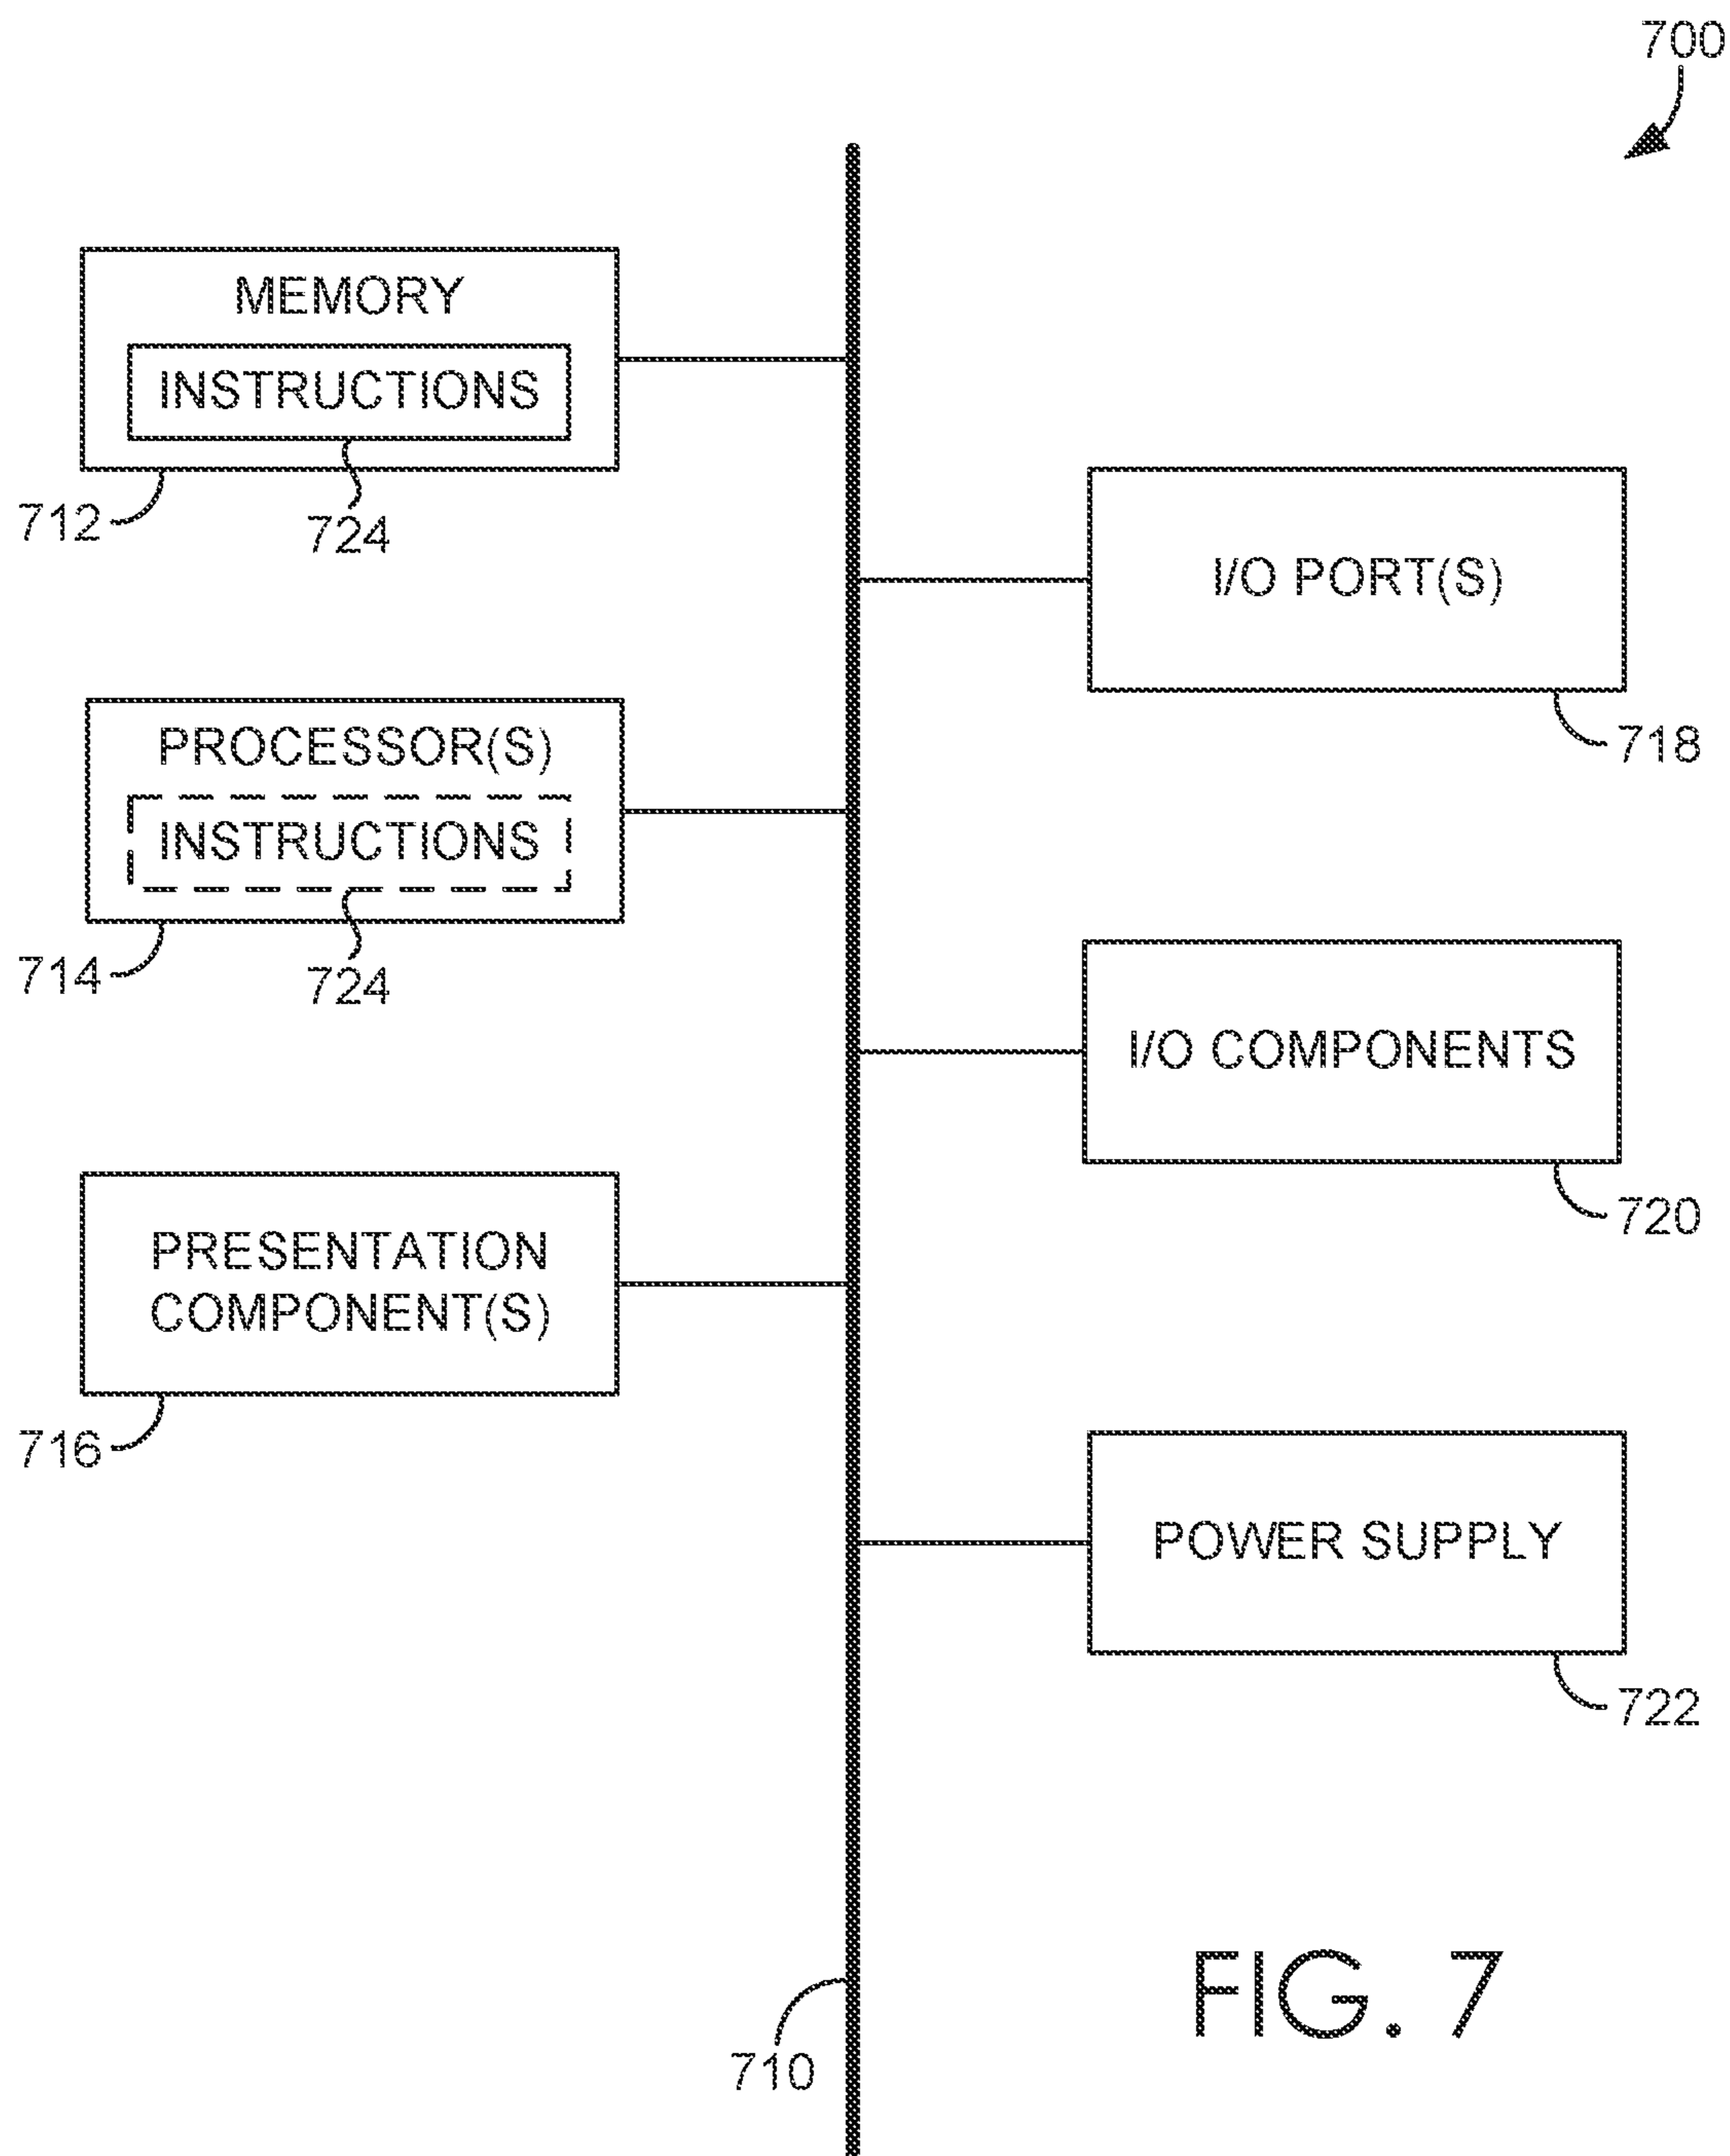 700
MEMORY
INSTRUCTIONS
712
724
I/O PORT(S)
718
PROCESSOR(S)
INSTRUCTIONS
714
724
I/O COMPONENTS
720
PRESENTATION
COMPONENT(S)
716
POWER SUPPLY
722
710
FIG. 7